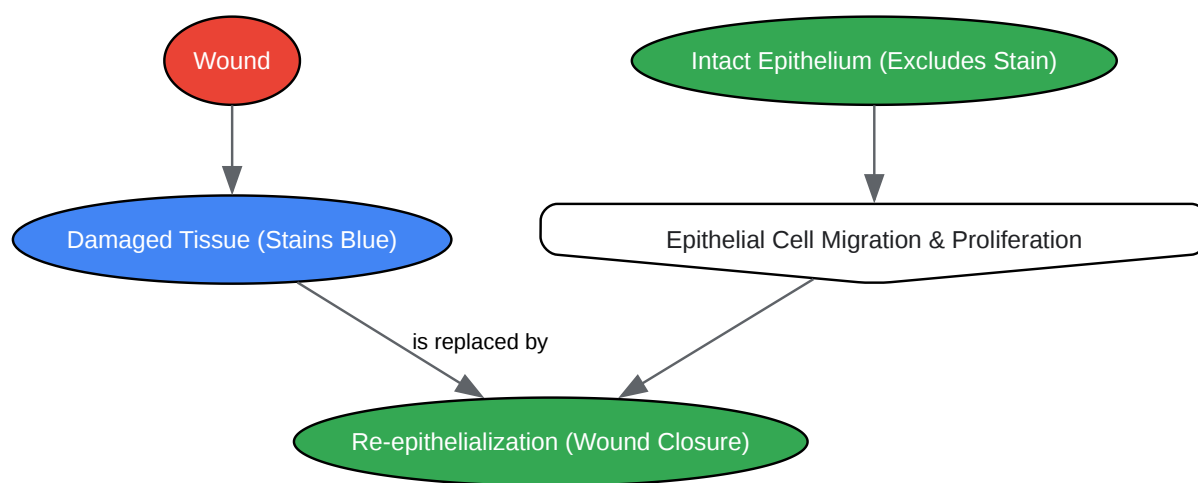 Wound
Intact Epithelium (Excludes Stain)
Damaged Tissue (Stains Blue)
Epithelial Cell Migration & Proliferation
is replaced by
Re-epithelialization (Wound Closure)